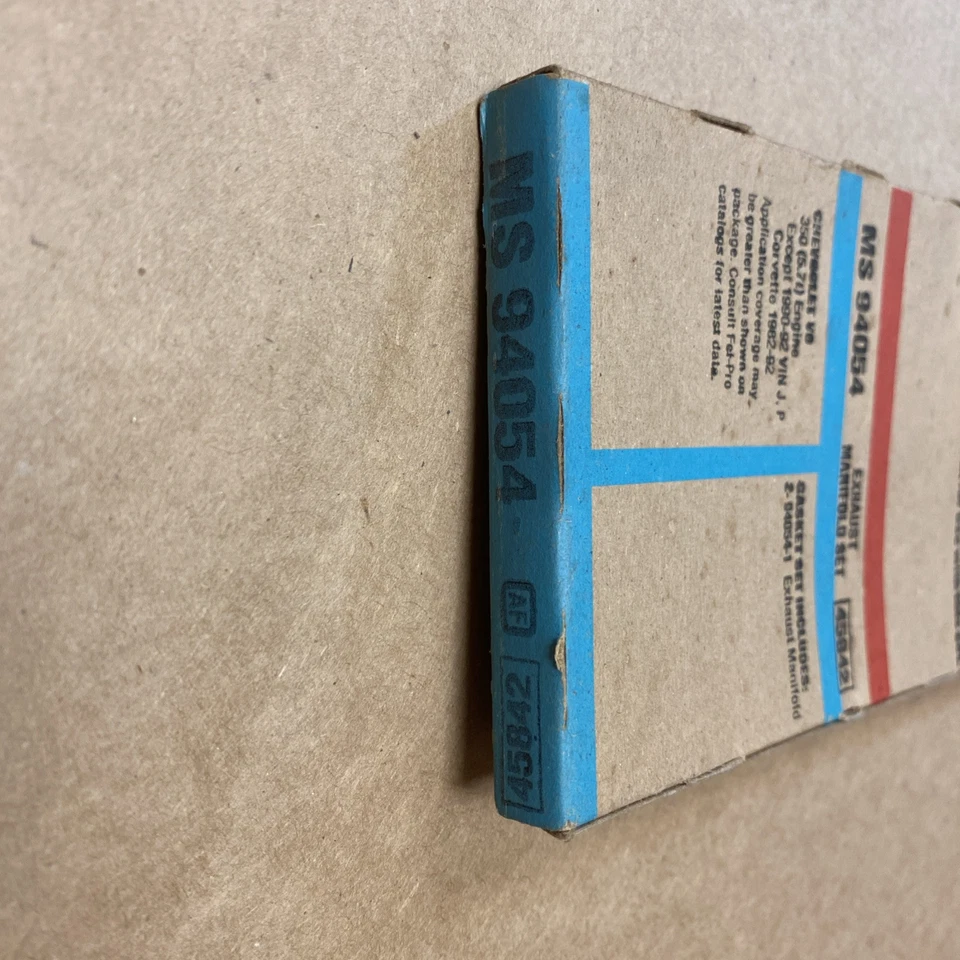 MS 94054 AF 45842
MS 94054
EXHAUST
MANIFOLD SET 45842
CHEVROLET V8
350 (5.7l) Engine
Except 1990-92 VIN J, P
Corvette 1982-92
Application coverage may
be greater than shown on
package. Consult Fel-Pro
catalogs for latest data.
GASKET SET INCLUDES:
2- 94054-1 Exhaust Manifold